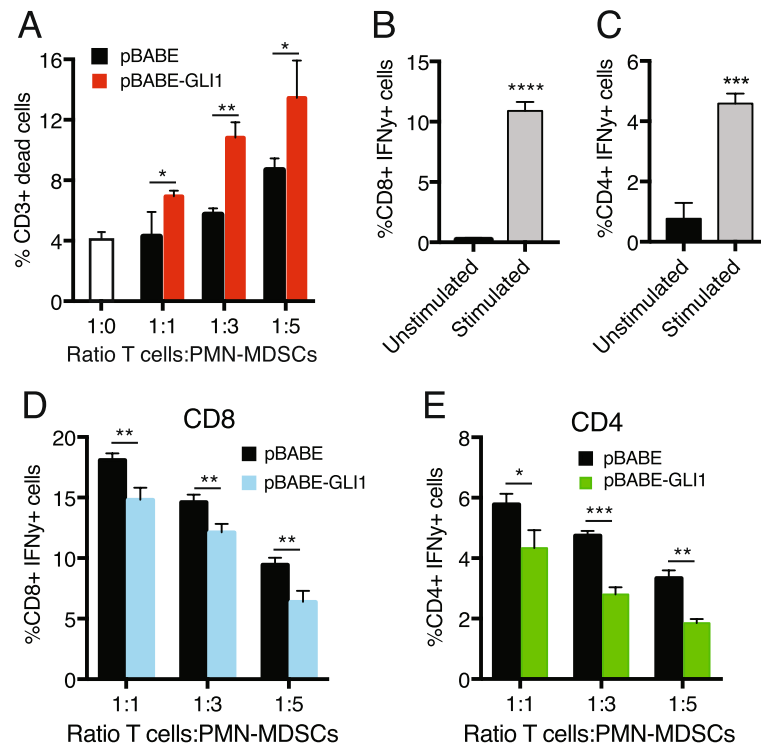 A
pBABE
pBABE-GLI1
% CD3+ dead cells
16
12
8
4
0
*
**
*
1:0 1:1 1:3 1:5
Ratio T cells:PMN-MDSCs
B
%CD8+ IFNy+ cells
15
10
5
0
****
Unstimulated
Stimulated
C
%CD4+ IFNy+ cells
6
4
2
0
***
Unstimulated
Stimulated
D
CD8
pBABE
pBABE-GLI1
%CD8+ IFNy+ cells
20
15
10
5
0
**
**
**
1:1 1:3 1:5
Ratio T cells:PMN-MDSCs
E
CD4
pBABE
pBABE-GLI1
%CD4+ IFNy+ cells
8
6
4
2
0
*
***
**
1:1 1:3 1:5
Ratio T cells:PMN-MDSCs